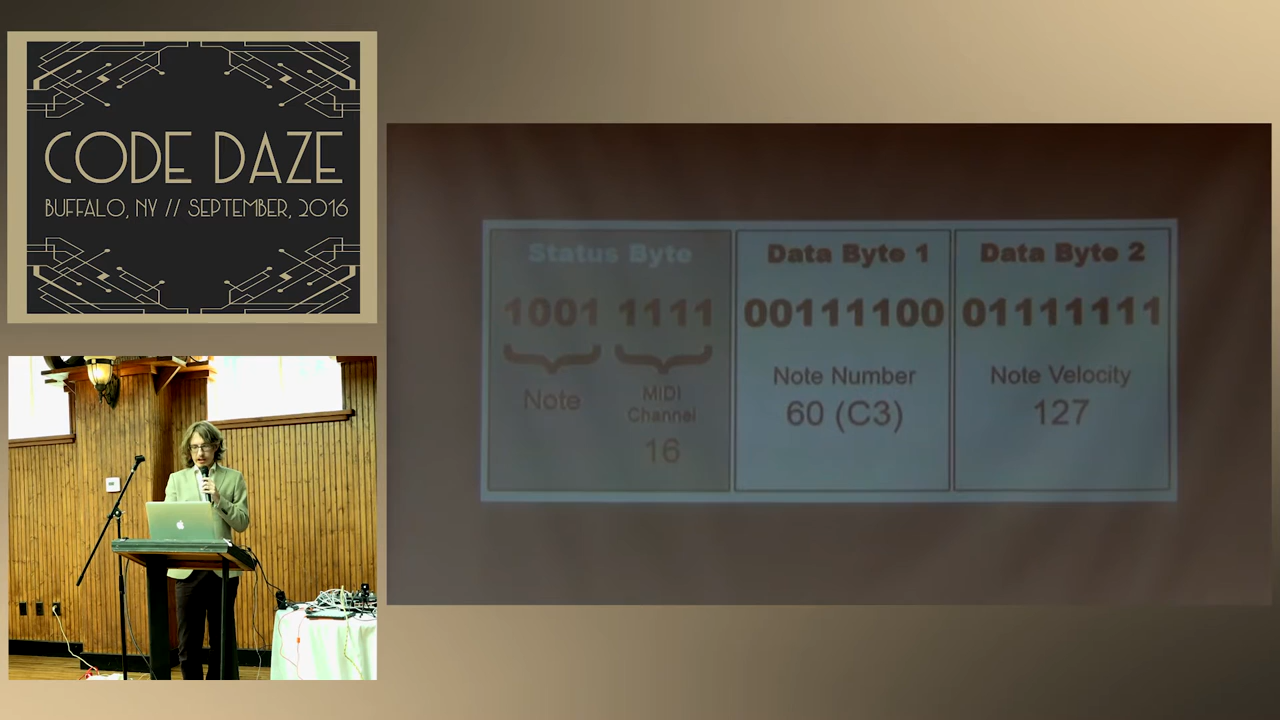 CODE DAZE
BUFFALO, NY // SEPTEMBER, 2016
Status Byte
1001 1111
Note
MIDI
Channel
16
Data Byte 1
00111100
Note Number
60 (C3)
Data Byte 2
01111111
Note Velocity
127